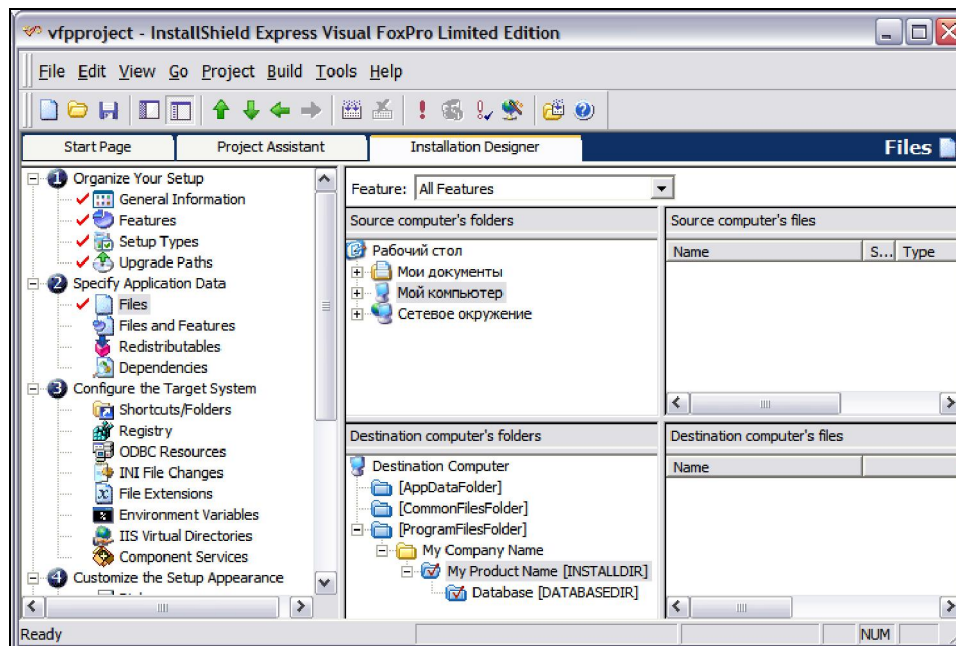 vfpproject - InstallShield Express Visual FoxPro Limited Edition
File Edit View Go Project Build Tools Help
Start Page
Project Assistant
Installation Designer
Files
1 Organize Your Setup
General Information
Features
Setup Types
Upgrade Paths
2 Specify Application Data
Files
Files and Features
Redistributables
Dependencies
3 Configure the Target System
Shortcuts/Folders
Registry
ODBC Resources
INI File Changes
File Extensions
Environment Variables
IIS Virtual Directories
Component Services
4 Customize the Setup Appearance
Feature: All Features
Source computer's folders
Рабочий стол
Мои документы
Мой компьютер
Сетевое окружение
Source computer's files
Name S... Type
Destination computer's folders
Destination Computer
[AppDataFolder]
[CommonFilesFolder]
[ProgramFilesFolder]
My Company Name
My Product Name [INSTALLDIR]
Database [DATABASEDIR]
Destination computer's files
Name
Ready
NUM